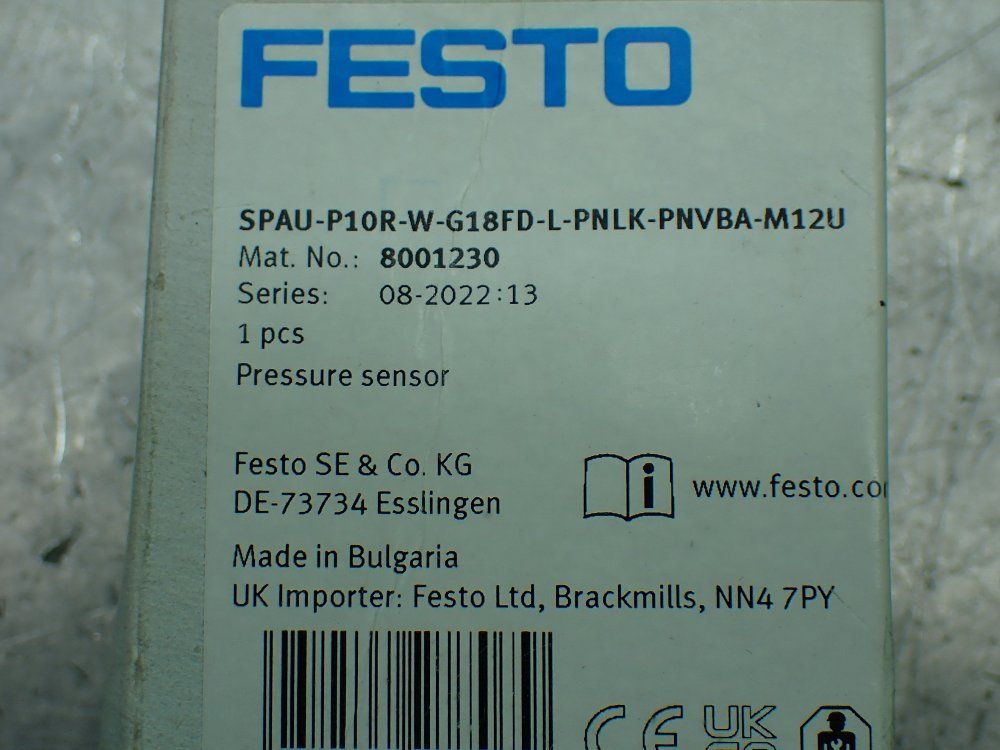 FESTO
SPAU-P10R-W-G18FD-L-PNLK-PNVBA-M12U
Mat. No.: 8001230
Series: 08-2022:13
1 pcs
Pressure sensor
Festo SE & Co. KG
DE-73734 Esslingen
i www.festo.co
Made in Bulgaria
UK Importer: Festo Ltd, Brackmills, NN4 7PY
CE UK